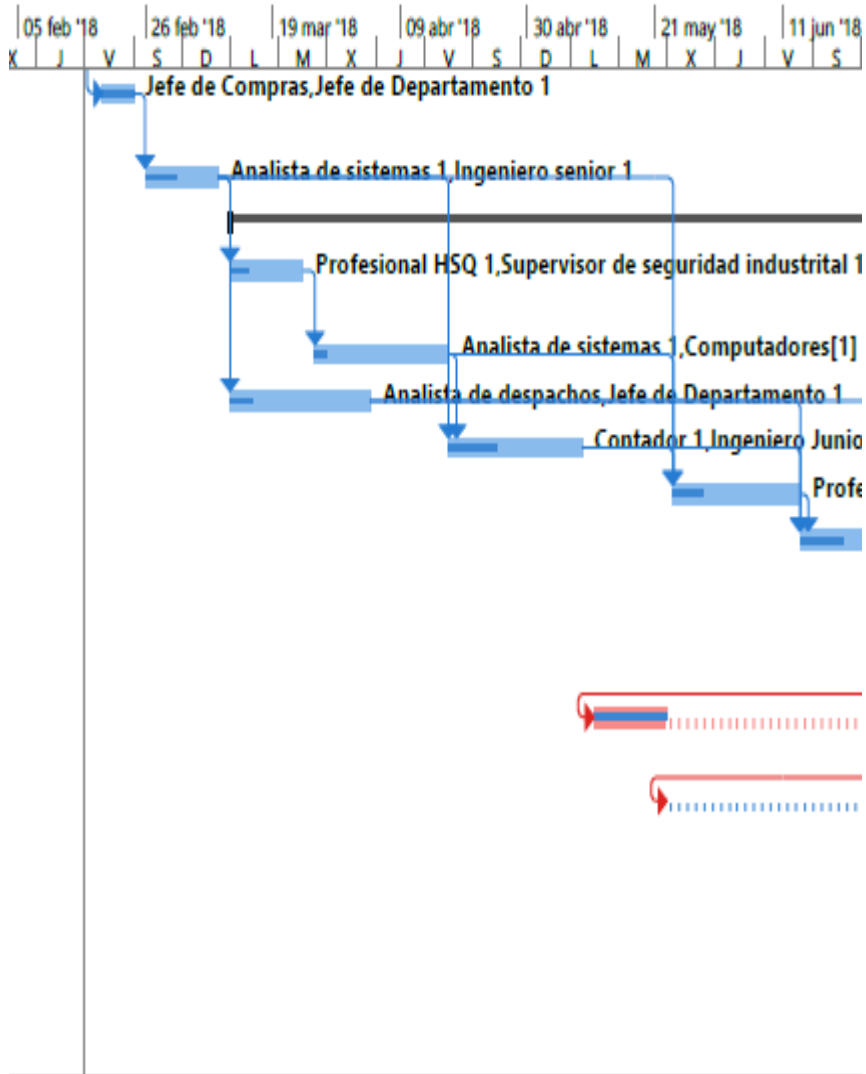 05 feb '18 26 feb '18 19 mar '18 09 abr '18 30 abr '18 21 may '18 11 jun '18
X J V S D L M X J V S D L M X J V S
Jefe de Compras,Jefe de Departamento 1
Analista de sistemas 1,Ingeniero senior 1
Profesional HSQ 1,Supervisor de seguridad industrital 1
Analista de sistemas 1,Computadores[1]
Analista de despachos,Jefe de Departamento 1
Contador 1,Ingeniero Junio
Profe